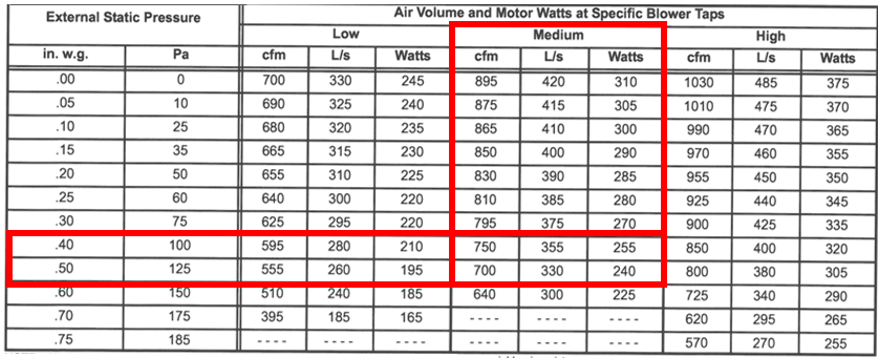 External Static Pressure Air Volume and Motor Watts at Specific Blower Taps
Low Medium High
in. w.g. Pa cfm L/s Watts cfm L/s Watts cfm L/s Watts
.00 0 700 330 245 895 420 310 1030 485 375
.05 10 690 325 240 875 415 305 1010 475 370
.10 25 680 320 235 865 410 300 990 470 365
.15 35 665 315 230 850 400 290 970 460 355
.20 50 655 310 225 830 390 285 955 450 350
.25 60 640 300 220 810 385 280 925 440 345
.30 75 625 295 220 795 375 270 900 425 335
.40 100 595 280 210 750 355 255 850 400 320
.50 125 555 260 195 700 330 240 800 380 305
.60 150 510 240 185 640 300 225 725 340 290
.70 175 395 185 165 - - - - - - - - - - - - 620 295 265
.75 185 - - - - - - - - - - - - - - - - - - - - - - - - 570 270 255